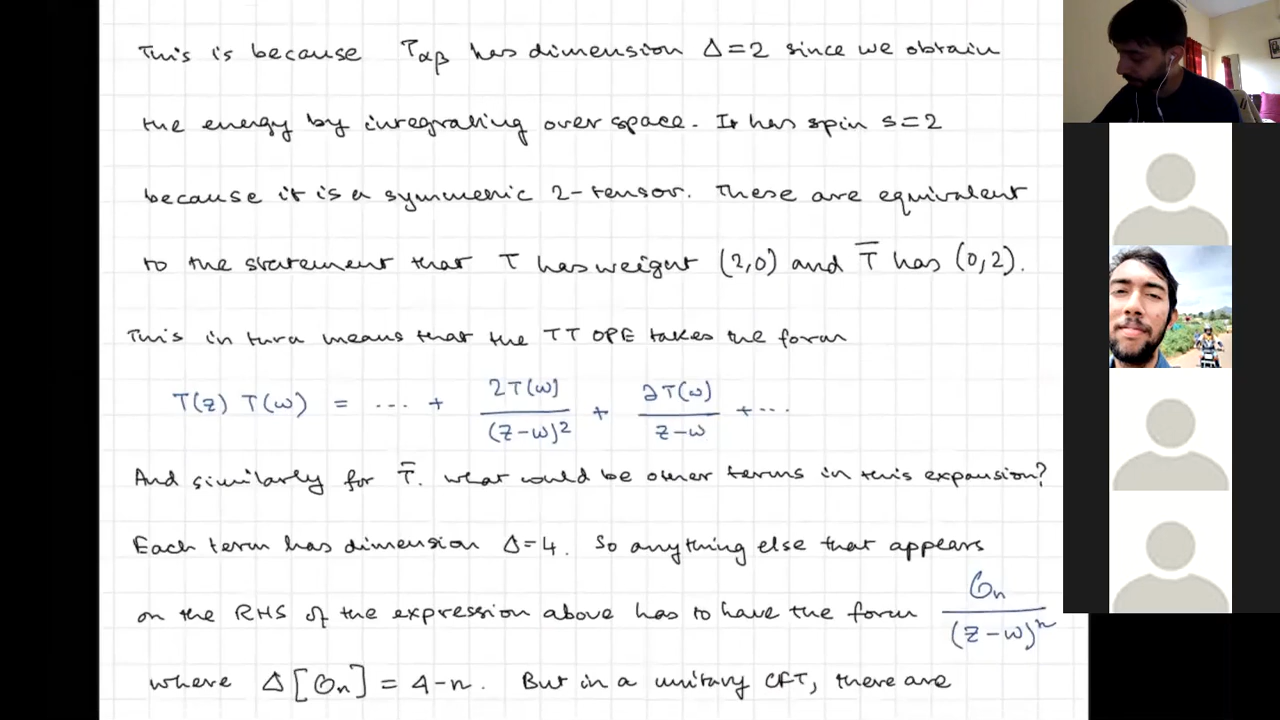 This is because Tαβ has dimension Δ=2 since we obtain
the energy by integrating over space. It has spin s=2
because it is a symmetric 2-tensor. These are equivalent
to the statement that T has weight (2,0) and T̄ has (0,2).
This in turn means that the TT OPE takes the form
T(z) T(w) = ... + 2T(w)/(z-w)² + ∂T(w)/(z-w) + ...
And similarly for T̄. What would be other terms in this expansion?
Each term has dimension Δ=4. So anything else that appears
on the RHS of the expression above has to have the form 𝒪ₙ/(z-w)ⁿ
where Δ[𝒪ₙ] = 4-n. But in a unitary CFT, there are